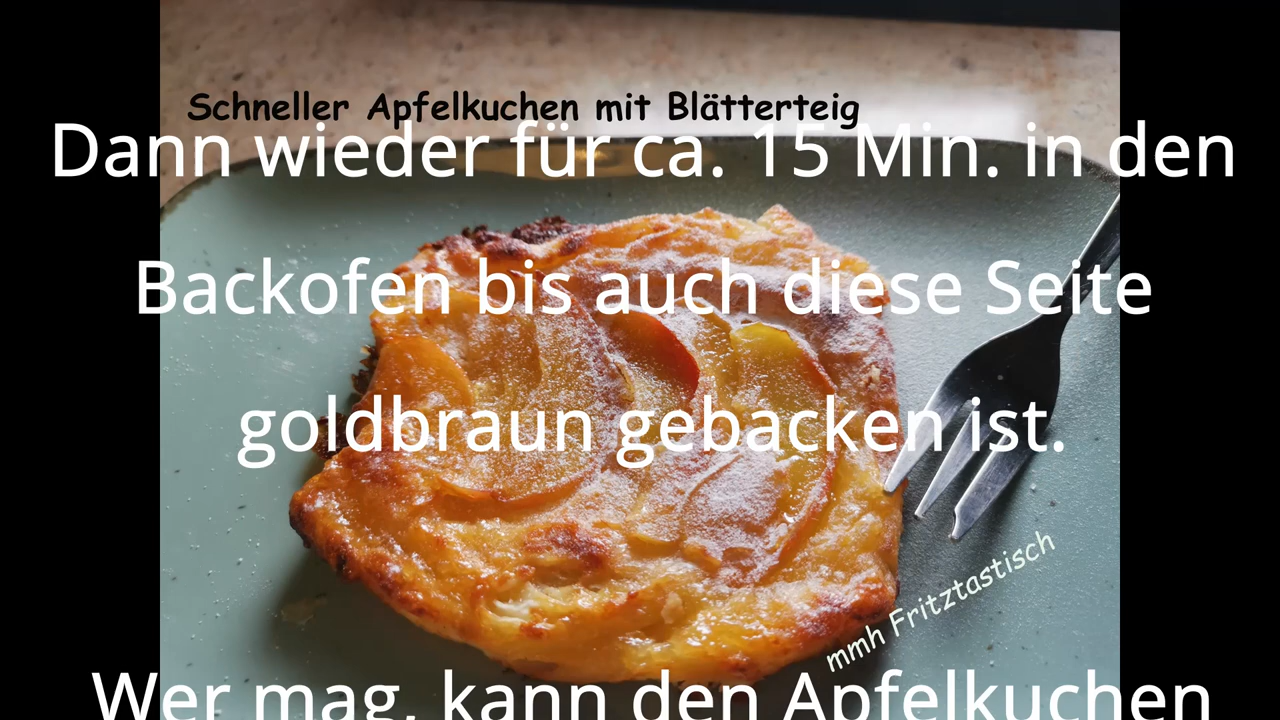 Schneller Apfelkuchen mit Blätterteig
Dann wieder für ca. 15 Min. in den
Backofen bis auch diese Seite
goldbraun gebacken ist.
mmh Fritztastisch
Wer mag, kann den Apfelkuchen